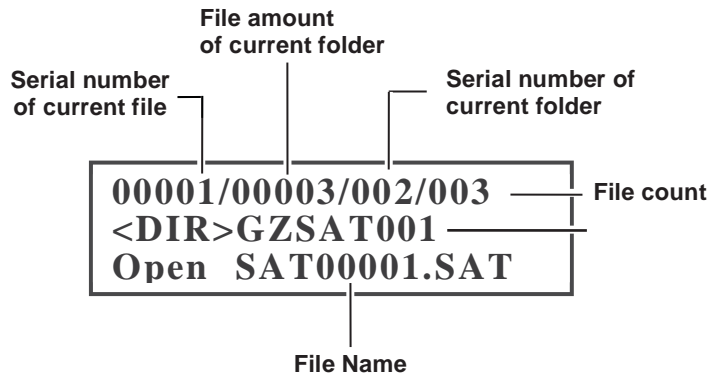 File amount
of current folder
Serial number
of current file
Serial number of
current folder
00001/00003/002/003
File count
<DIR>GZSAT001
Open SAT00001.SAT
File Name